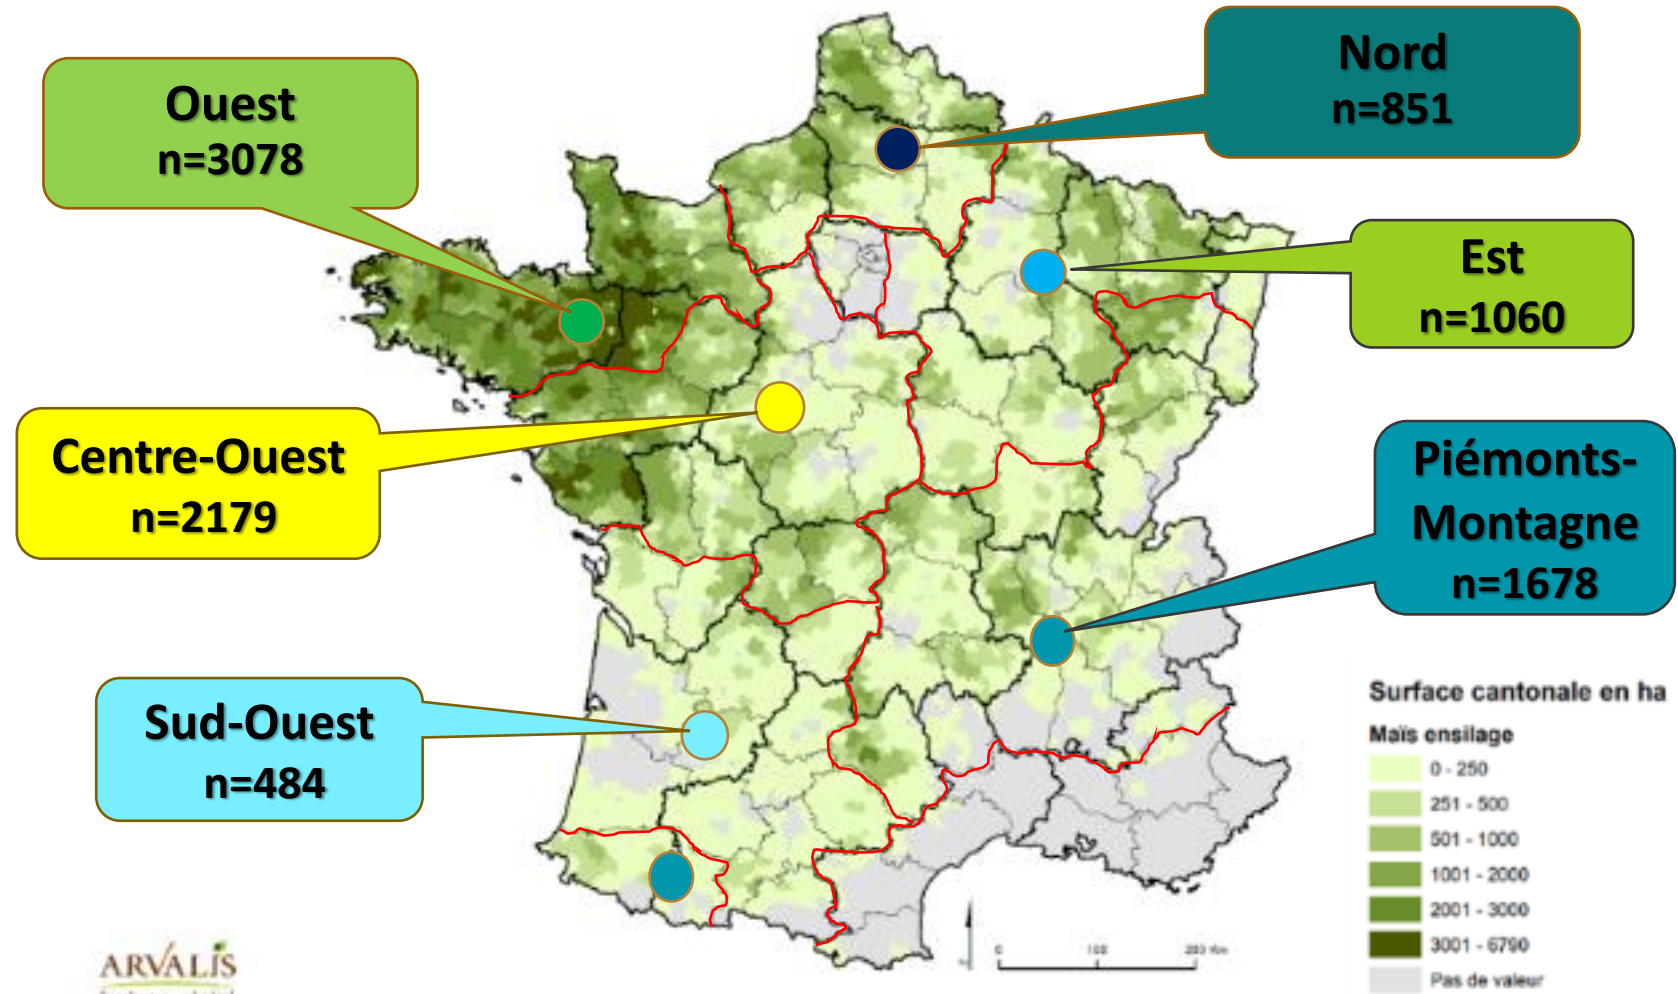 Nord
n=851
Ouest
n=3078
Est
n=1060
Centre-Ouest
n=2179
Piémonts-
Montagne
n=1678
Sud-Ouest
n=484
Surface cantonale en ha
Maïs ensilage
0 - 250
251 - 500
501 - 1000
1001 - 2000
2001 - 3000
3001 - 6790
Pas de valeur
0 100 200 Km
ARVALIS